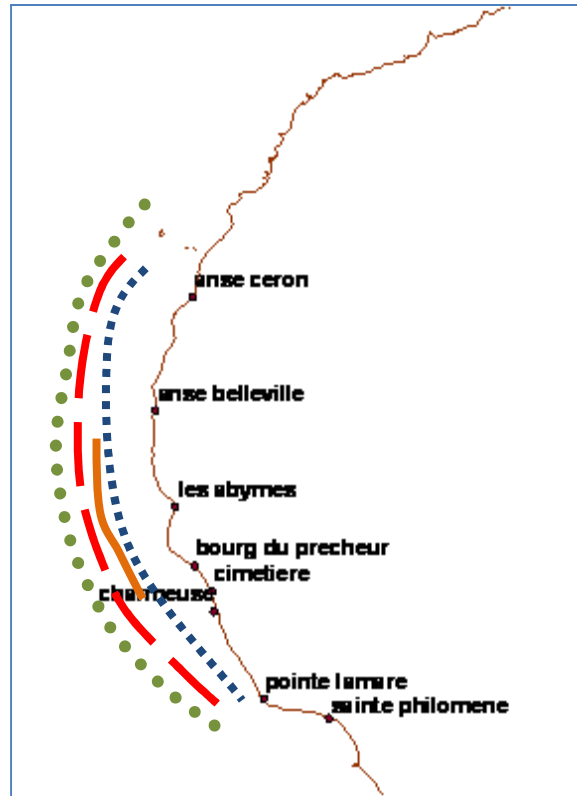 anse ceron
anse belleville
les abymes
bourg du precheur
cimetiere
charmeuse
pointe lamare
sainte philomene